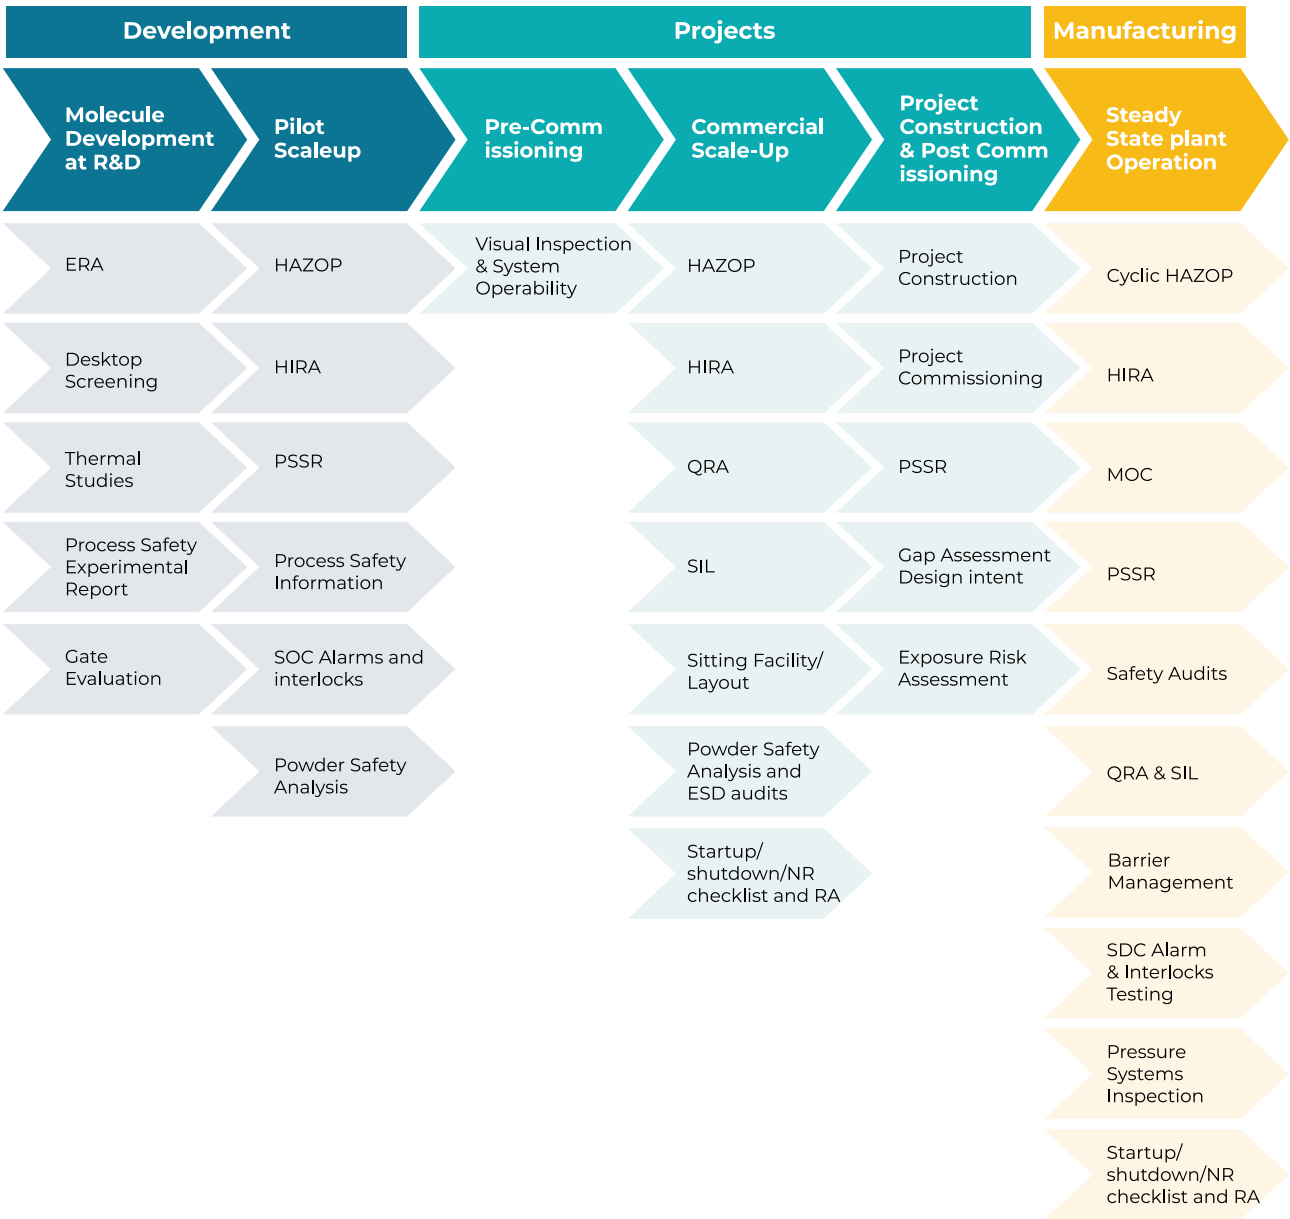 Development
Projects
Manufacturing
Molecule
Development
at R&D
Pilot
Scaleup
Pre-Comm
issioning
Commercial
Scale-Up
Project
Construction
& Post Comm
issioning
Steady
State plant
Operation
ERA
HAZOP
Visual Inspection
& System
Operability
HAZOP
Project
Construction
Cyclic HAZOP
Desktop
Screening
HIRA
HIRA
Project
Commissioning
HIRA
Thermal
Studies
PSSR
QRA
PSSR
MOC
Process Safety
Experimental
Report
Process Safety
Information
SIL
Gap Assessment
Design intent
PSSR
Gate
Evaluation
SOC Alarms and
interlocks
Sitting Facility/
Layout
Exposure Risk
Assessment
Safety Audits
Powder Safety
Analysis
Powder Safety
Analysis and
ESD audits
QRA & SIL
Startup/
shutdown/NR
checklist and RA
Barrier
Management
SDC Alarm
& Interlocks
Testing
Pressure
Systems
Inspection
Startup/
shutdown/NR
checklist and RA